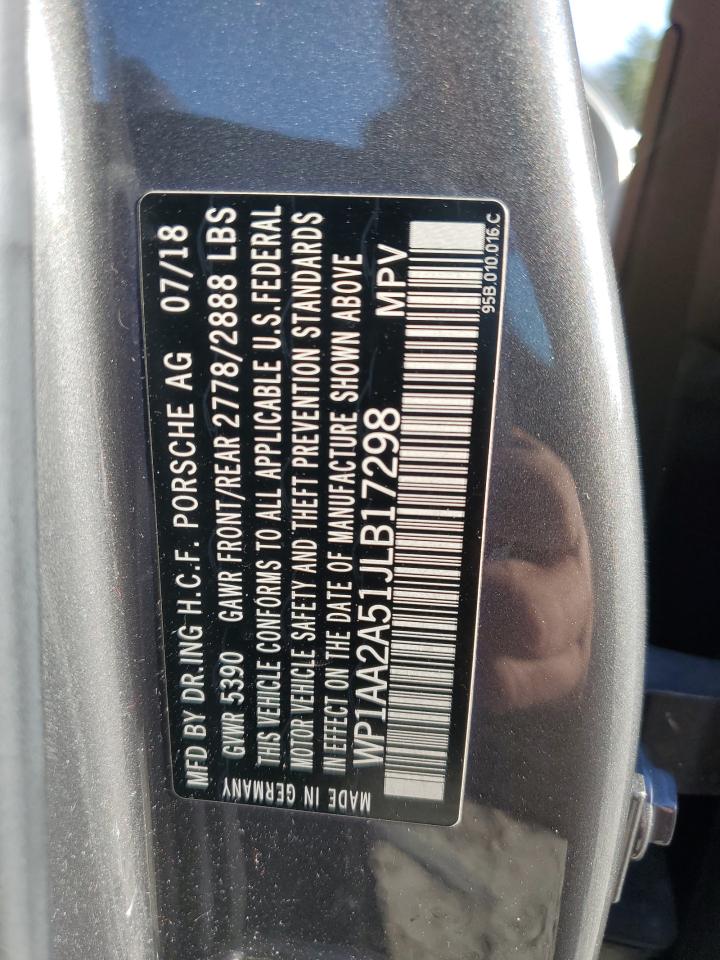 MFD BY DR.ING H.C.F. PORSCHE AG 07/18
GVWR 5390 GAWR FRONT/REAR 2778/2888 LBS
THIS VEHICLE CONFORMS TO ALL APPLICABLE U.S.FEDERAL
MOTOR VEHICLE SAFETY AND THEFT PREVENTION STANDARDS
IN EFFECT ON THE DATE OF MANUFACTURE SHOWN ABOVE
WP1AA2A51JLB17298 MPV
MADE IN GERMANY
95B.010.016.C